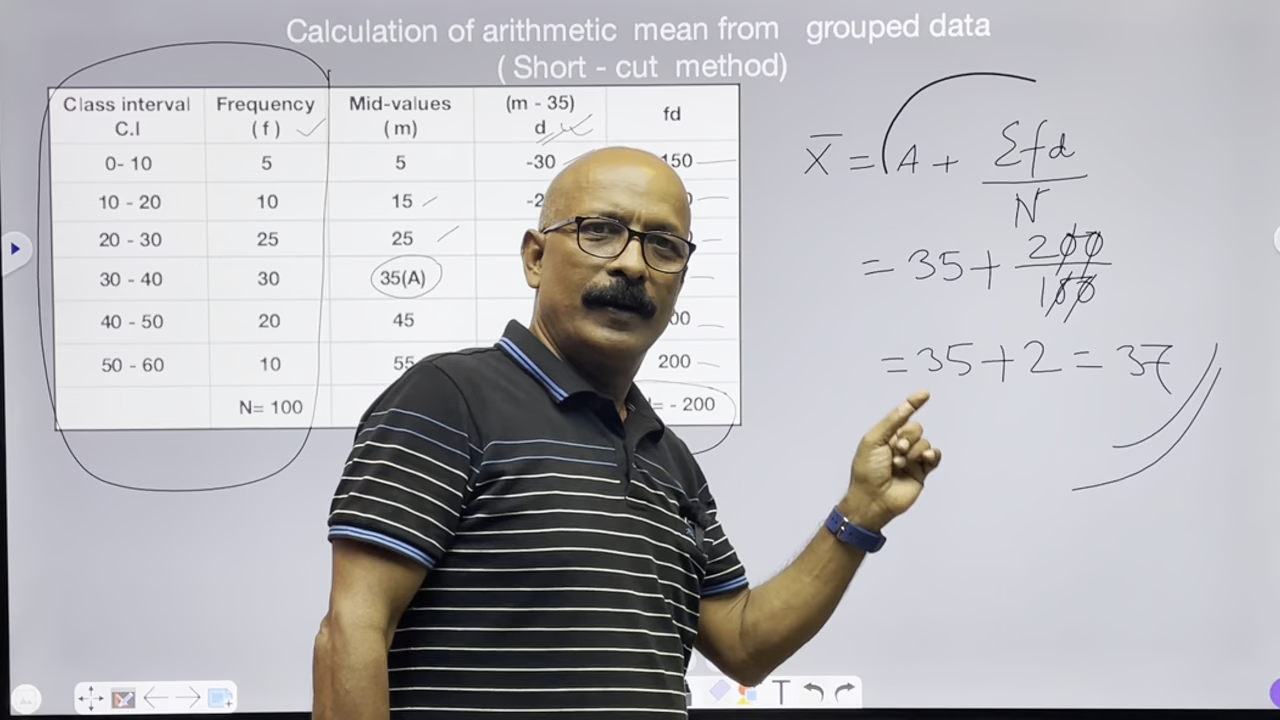 Calculation of arithmetic mean from grouped data
( Short - cut method)
Class interval C.I Frequency ( f ) Mid-values ( m ) (m - 35) d fd
0- 10 5 5 -30 150
10 - 20 10 15
20 - 30 25 25
30 - 40 30 35(A)
40 - 50 20 45
50 - 60 10 55 200
N= 100 = - 200
X̄ = A + Σfd / N
= 35 + 200 / 100
= 35 + 2 = 37
T